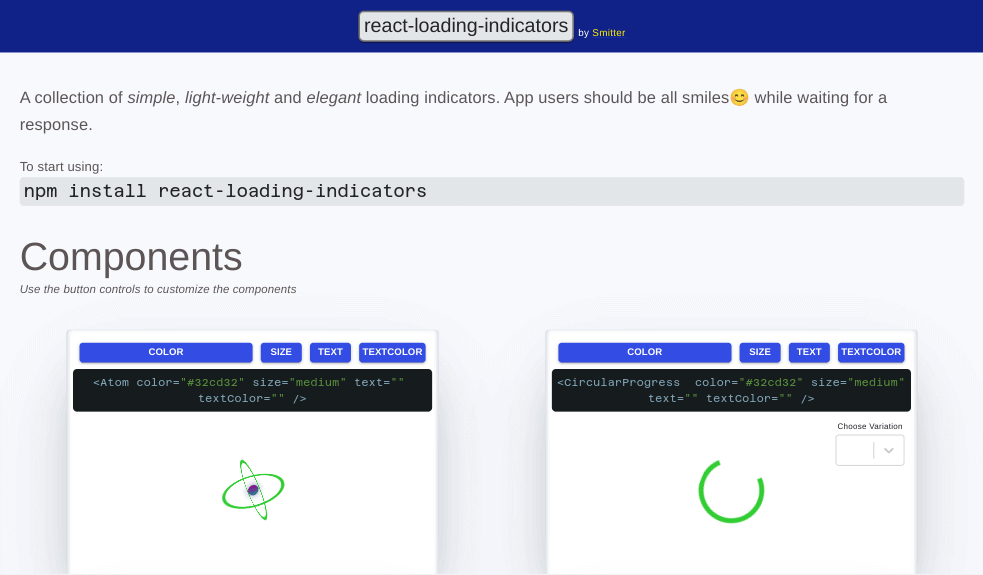 react-loading-indicators by Smitter
A collection of simple, light-weight and elegant loading indicators. App users should be all smiles😊 while waiting for a
response.
To start using:
npm install react-loading-indicators
Components
Use the button controls to customize the components
COLOR SIZE TEXT TEXTCOLOR
<Atom color="#32cd32" size="medium" text=""
textColor="" />
COLOR SIZE TEXT TEXTCOLOR
<CircularProgress  color="#32cd32" size="medium"
text="" textColor="" />
Choose Variation